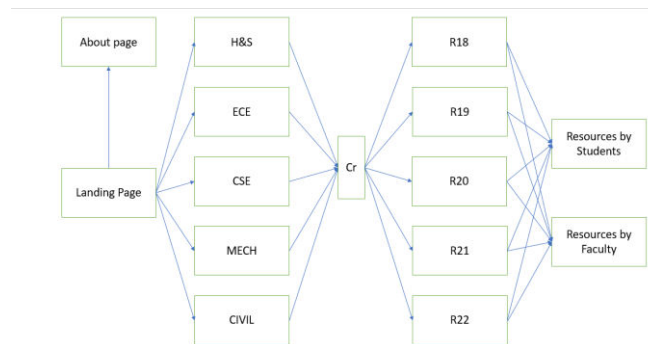 About page
Landing Page
H&S
ECE
CSE
MECH
CIVIL
Cr
R18
R19
R20
R21
R22
Resources by
Students
Resources by
Faculty